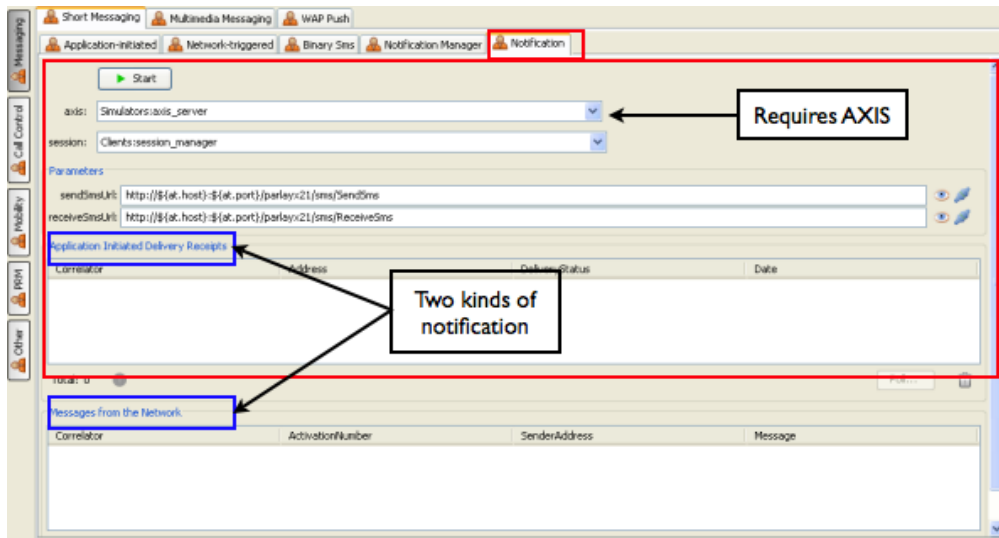 Short Messaging Multimedia Messaging WAP Push
Application-initiated Network-triggered Binary Sms Notification Manager Notification
Messaging
Call Control
Mobility
PRM
Other
Start
axis: Simulators:axis_server
Requires AXIS
session: Clients:session_manager
Parameters
sendSmsUrl: http://${at.host}:${at.port}/parlayx21/sms/SendSms
receiveSmsUrl: http://${at.host}:${at.port}/parlayx21/sms/ReceiveSms
Application Initiated Delivery Receipts
Correlator Address DeliveryStatus Date
Two kinds of
notification
Total: 0 Poll...
Messages from the Network
Correlator ActivationNumber SenderAddress Message